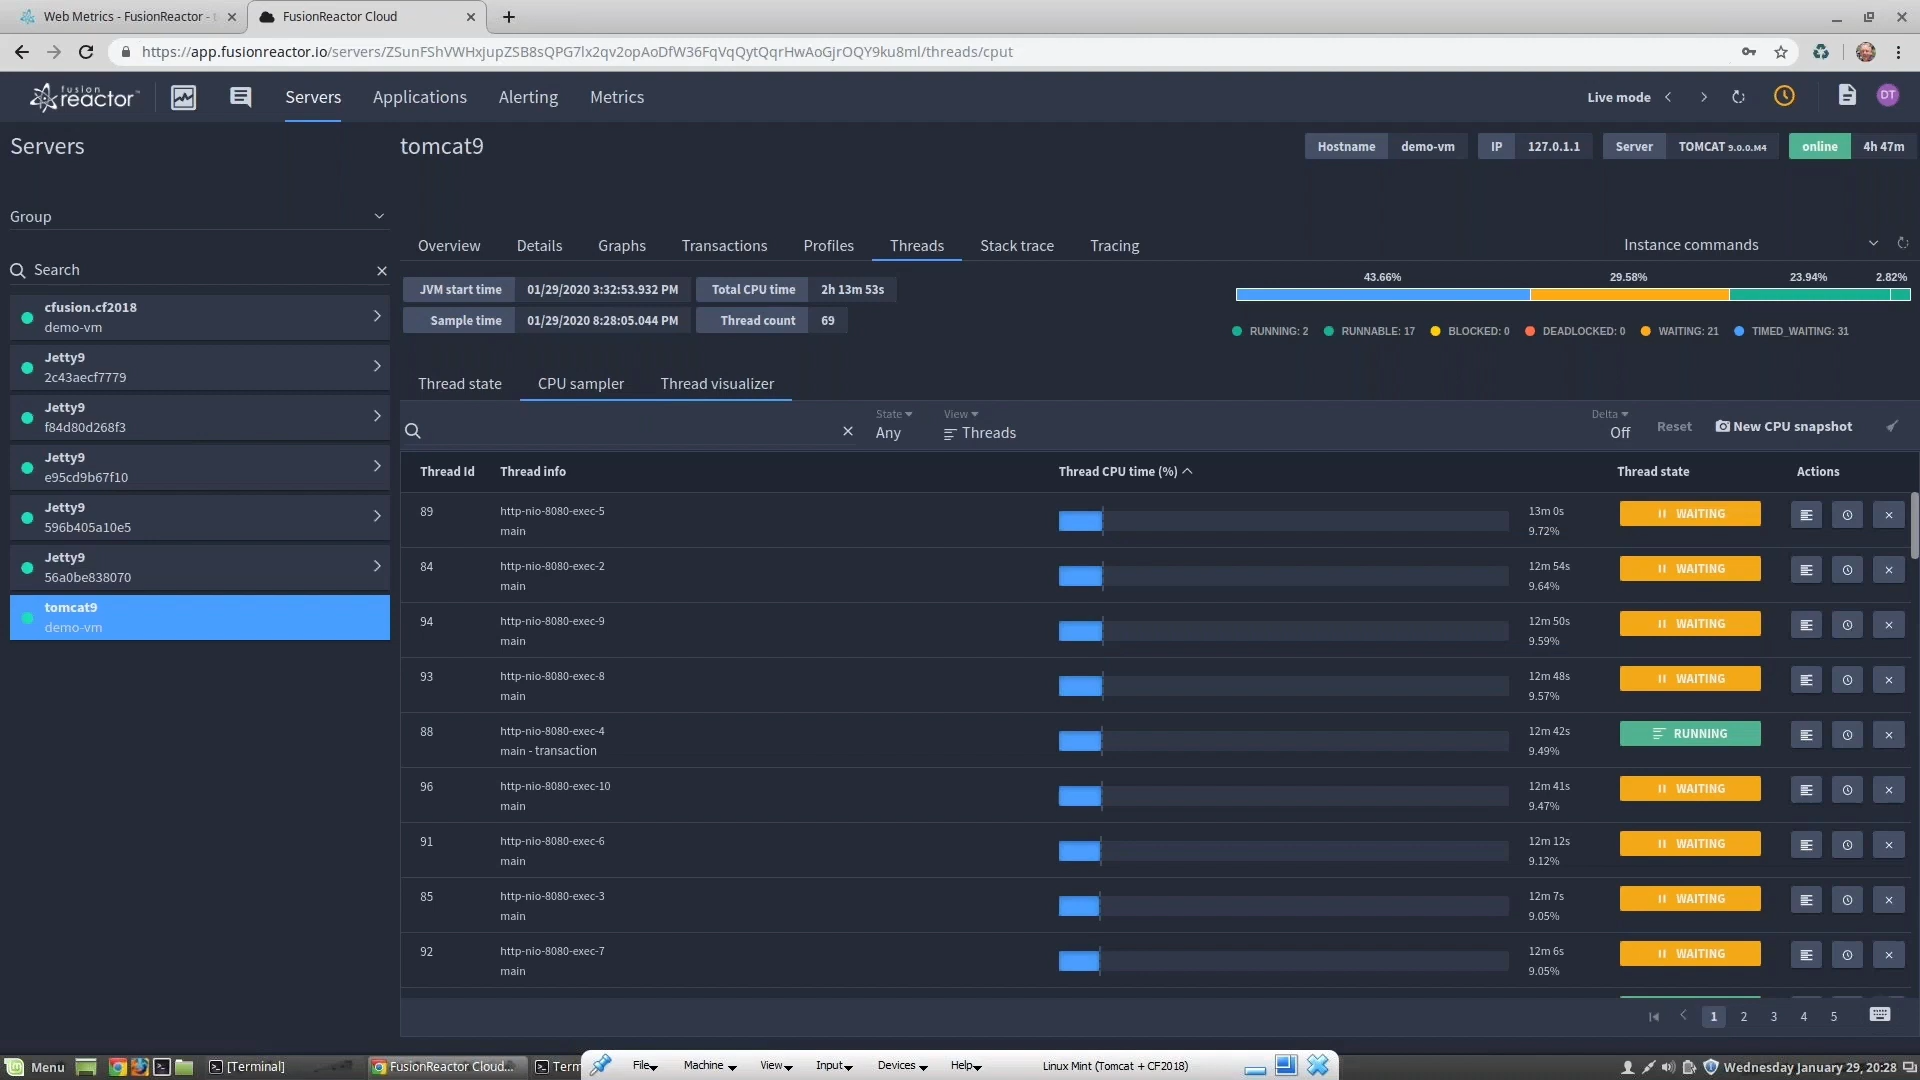 Web Metrics - FusionReactor -
FusionReactor Cloud
https://app.fusionreactor.io/servers/ZSunFShVWHxjupZSB8sQPG7lx2qv2opAoDfW36FqVqQytQqrHwAoGjrOQY9ku8ml/threads/cput
fusion
reactor
Servers
Applications
Alerting
Metrics
Live mode
DT
Servers
tomcat9
Hostname demo-vm
IP 127.0.1.1
Server TOMCAT 9.0.0.M4
online 4h 47m
Group
Search
cfusion.cf2018
demo-vm
Jetty9
2c43aecf7779
Jetty9
f84d80d268f3
Jetty9
e95cd9b67f10
Jetty9
596b405a10e5
Jetty9
56a0be838070
tomcat9
demo-vm
Overview
Details
Graphs
Transactions
Profiles
Threads
Stack trace
Tracing
Instance commands
JVM start time 01/29/2020 3:32:53.932 PM
Total CPU time 2h 13m 53s
Sample time 01/29/2020 8:28:05.044 PM
Thread count 69
43.66%
29.58%
23.94%
2.82%
RUNNING: 2
RUNNABLE: 17
BLOCKED: 0
DEADLOCKED: 0
WAITING: 21
TIMED_WAITING: 31
Thread state
CPU sampler
Thread visualizer
State
Any
View
Threads
Delta
Off
Reset
New CPU snapshot
Thread Id
Thread info
Thread CPU time (%)
Thread state
Actions
89
http-nio-8080-exec-5
main
13m 0s
9.72%
WAITING
84
http-nio-8080-exec-2
main
12m 54s
9.64%
WAITING
94
http-nio-8080-exec-9
main
12m 50s
9.59%
WAITING
93
http-nio-8080-exec-8
main
12m 48s
9.57%
WAITING
88
http-nio-8080-exec-4
main - transaction
12m 42s
9.49%
RUNNING
96
http-nio-8080-exec-10
main
12m 41s
9.47%
WAITING
91
http-nio-8080-exec-6
main
12m 12s
9.12%
WAITING
85
http-nio-8080-exec-3
main
12m 7s
9.05%
WAITING
92
http-nio-8080-exec-7
main
12m 6s
9.05%
WAITING
1 2 3 4 5
Menu
[Terminal]
FusionReactor Cloud...
Term
File
Machine
View
Input
Devices
Help
Linux Mint (Tomcat + CF2018)
Wednesday January 29, 20:28